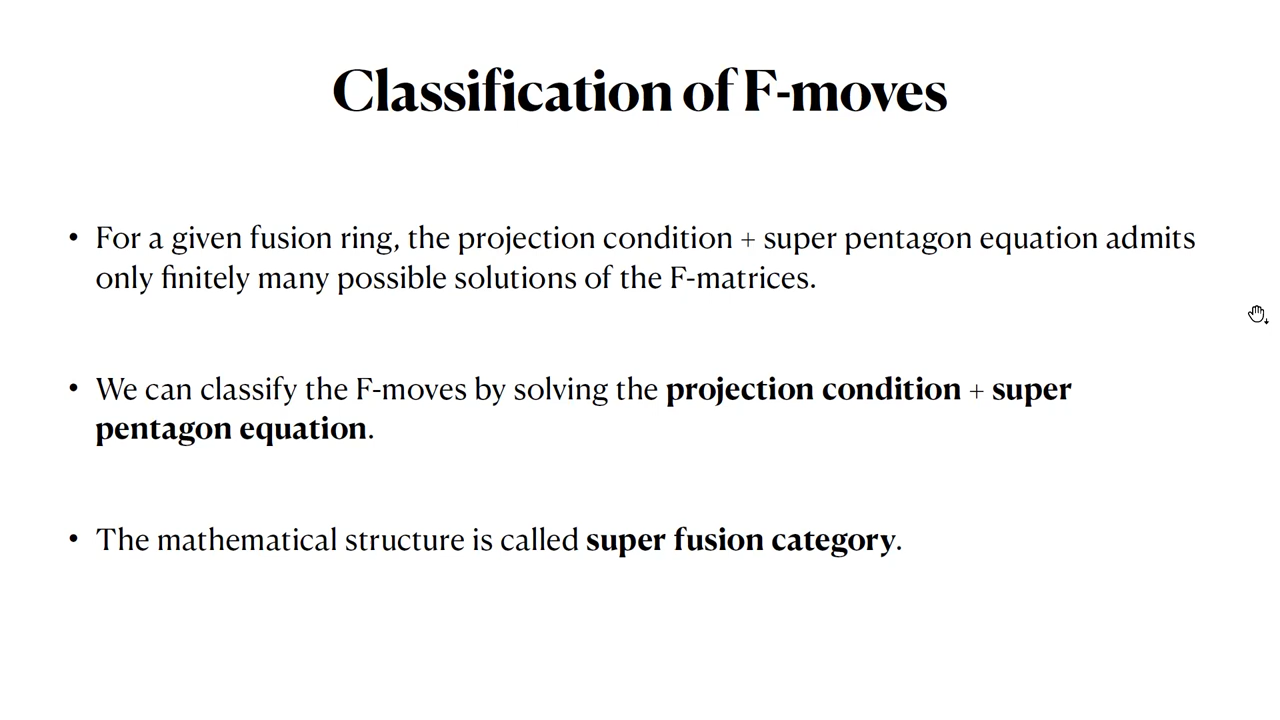 Classification of F-moves
• For a given fusion ring, the projection condition + super pentagon equation admits
only finitely many possible solutions of the F-matrices.
• We can classify the F-moves by solving the projection condition + super
pentagon equation.
• The mathematical structure is called super fusion category.